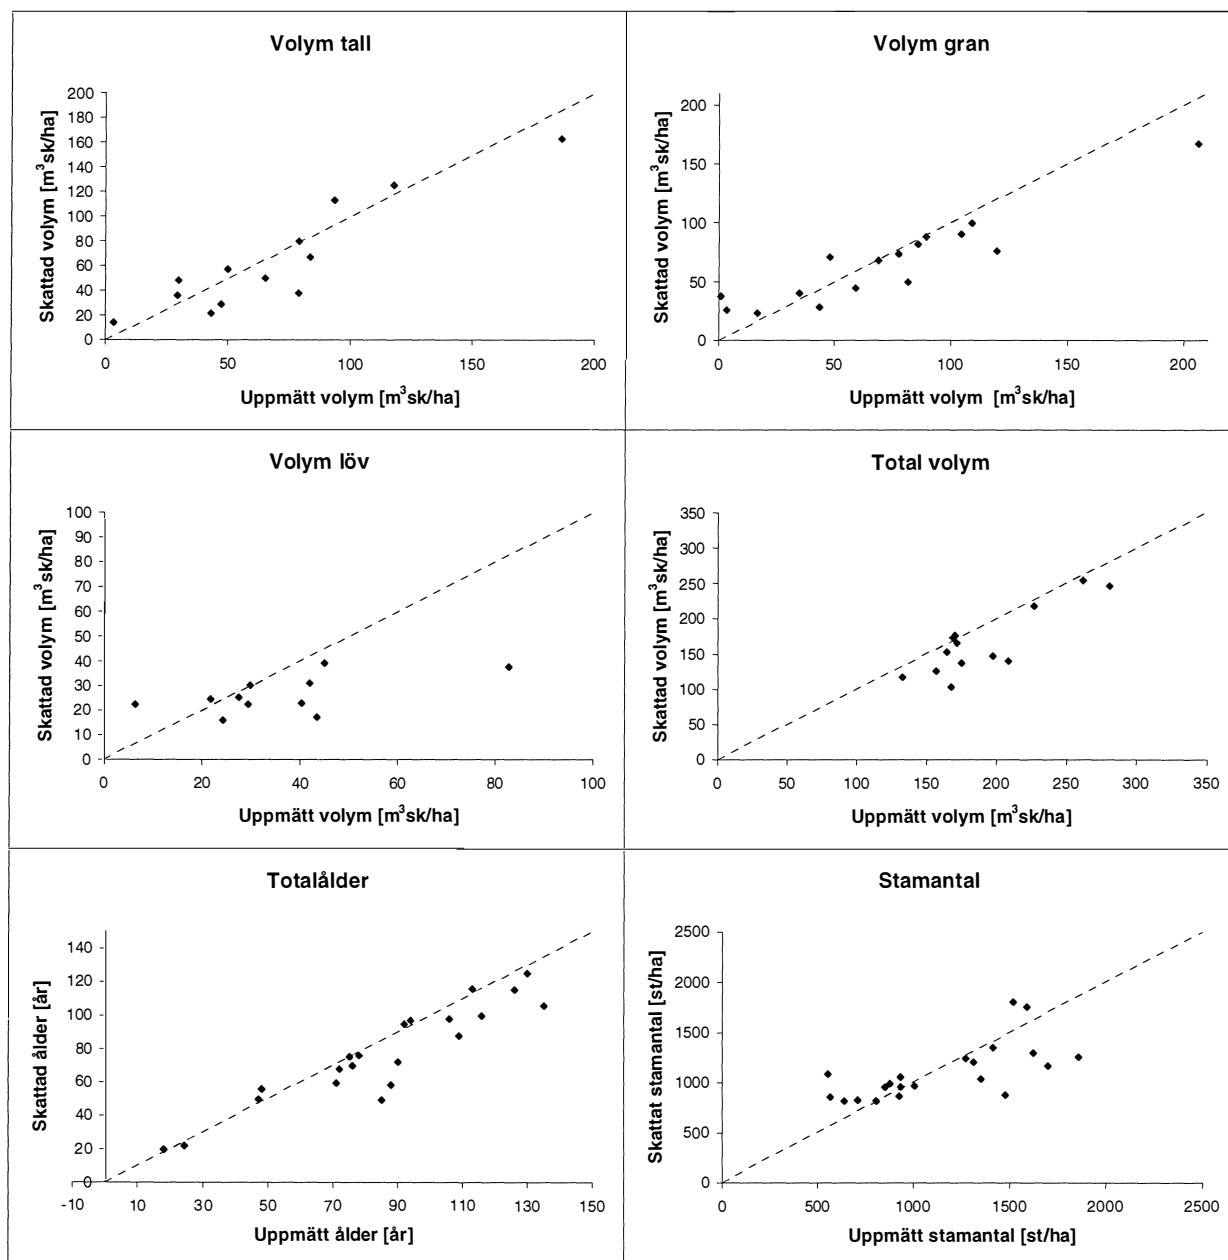 Volym tall
Skattad volym [m³sk/ha]
200
180
160
140
120
100
80
60
40
20
0
0 50 100 150 200
Uppmätt volym [m³sk/ha]
Volym gran
Skattad volym [m³sk/ha]
200
150
100
50
0
0 50 100 150 200
Uppmätt volym [m³sk/ha]
Volym löv
Skattad volym [m³sk/ha]
100
90
80
70
60
50
40
30
20
10
0
0 20 40 60 80 100
Uppmätt volym [m³sk/ha]
Total volym
Skattad volym [m³sk/ha]
350
300
250
200
150
100
50
0
0 50 100 150 200 250 300 350
Uppmätt volym [m³sk/ha]
Totalålder
Skattad ålder [år]
140
120
100
80
60
40
20
0
-10 10 30 50 70 90 110 130 150
Uppmätt ålder [år]
Stamantal
Skattat stamantal [st/ha]
2500
2000
1500
1000
500
0
0 500 1000 1500 2000 2500
Uppmätt stamantal [st/ha]